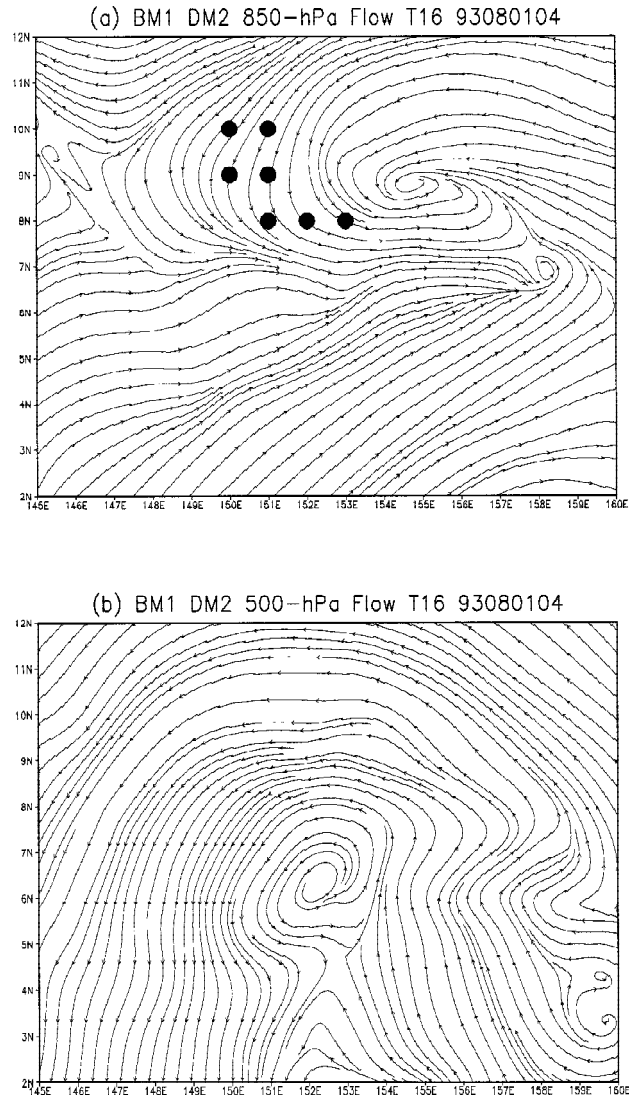 (a) BM1 DM2 850-hPa Flow T16 93080104
12N
11N
10N
9N
8N
7N
6N
5N
4N
3N
2N
145E 146E 147E 148E 149E 150E 151E 152E 153E 154E 155E 156E 157E 158E 159E 160E
(b) BM1 DM2 500-hPa Flow T16 93080104
12N
11N
10N
9N
8N
7N
6N
5N
4N
3N
2N
145E 146E 147E 148E 149E 150E 151E 152E 153E 154E 155E 156E 157E 158E 159E 160E